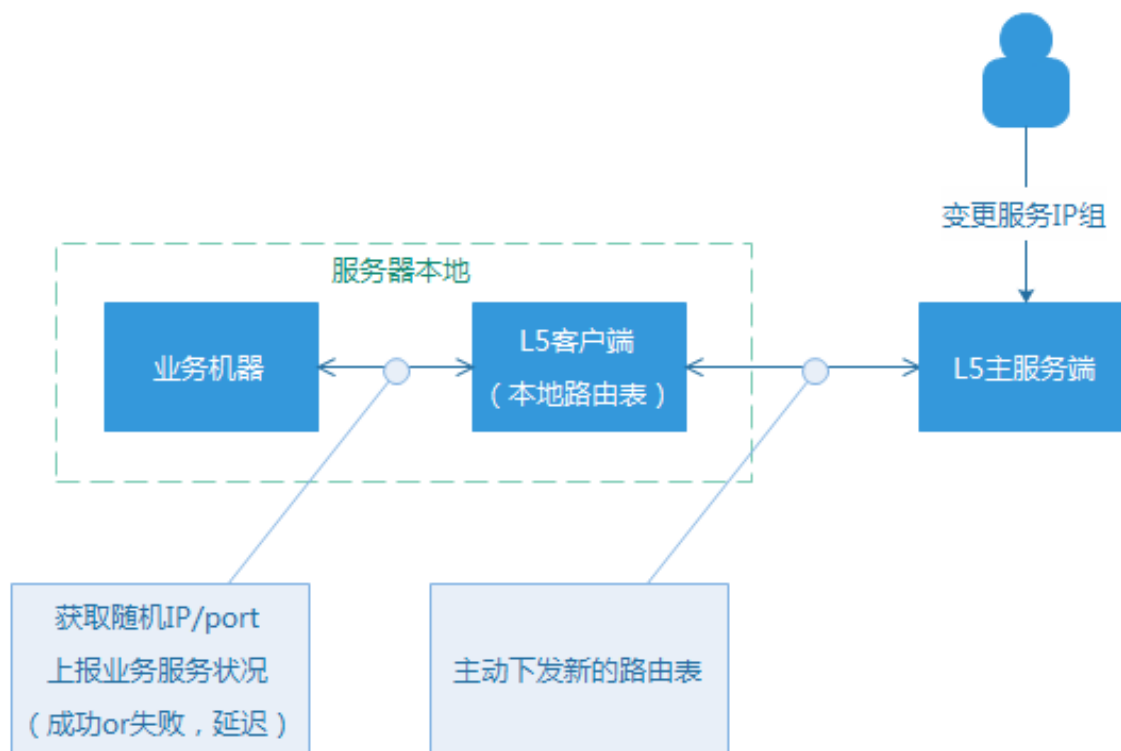 变更服务IP组
服务器本地
业务机器
L5客户端
（本地路由表）
L5主服务端
获取随机IP/port
上报业务服务状况
（成功or失败，延迟）
主动下发新的路由表